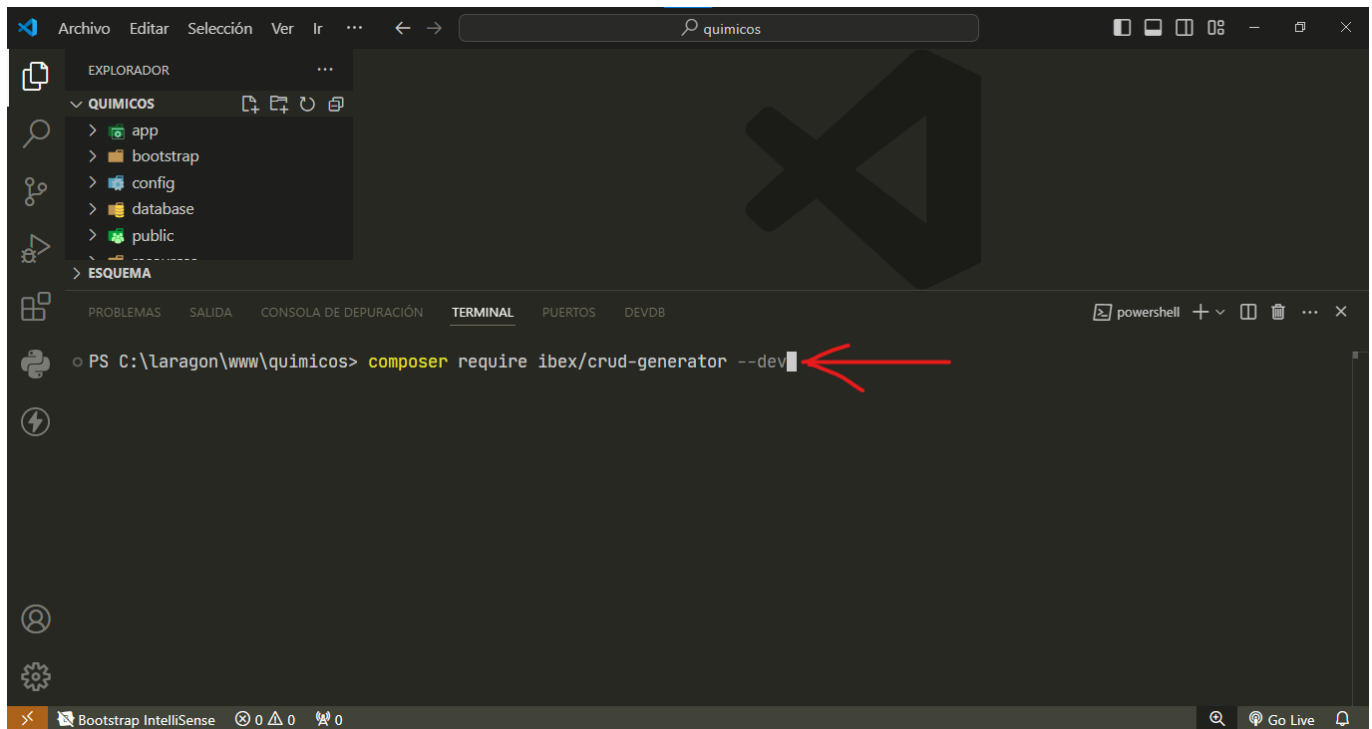 Archivo Editar Selección Ver Ir ··· quimicos
EXPLORADOR ···
QUIMICOS
app
bootstrap
config
database
public
ESQUEMA
PROBLEMAS SALIDA CONSOLA DE DEPURACIÓN TERMINAL PUERTOS DEVDB powershell ···
PS C:\laragon\www\quimicos> composer require ibex/crud-generator --dev
Bootstrap IntelliSense 0 0 0 Go Live